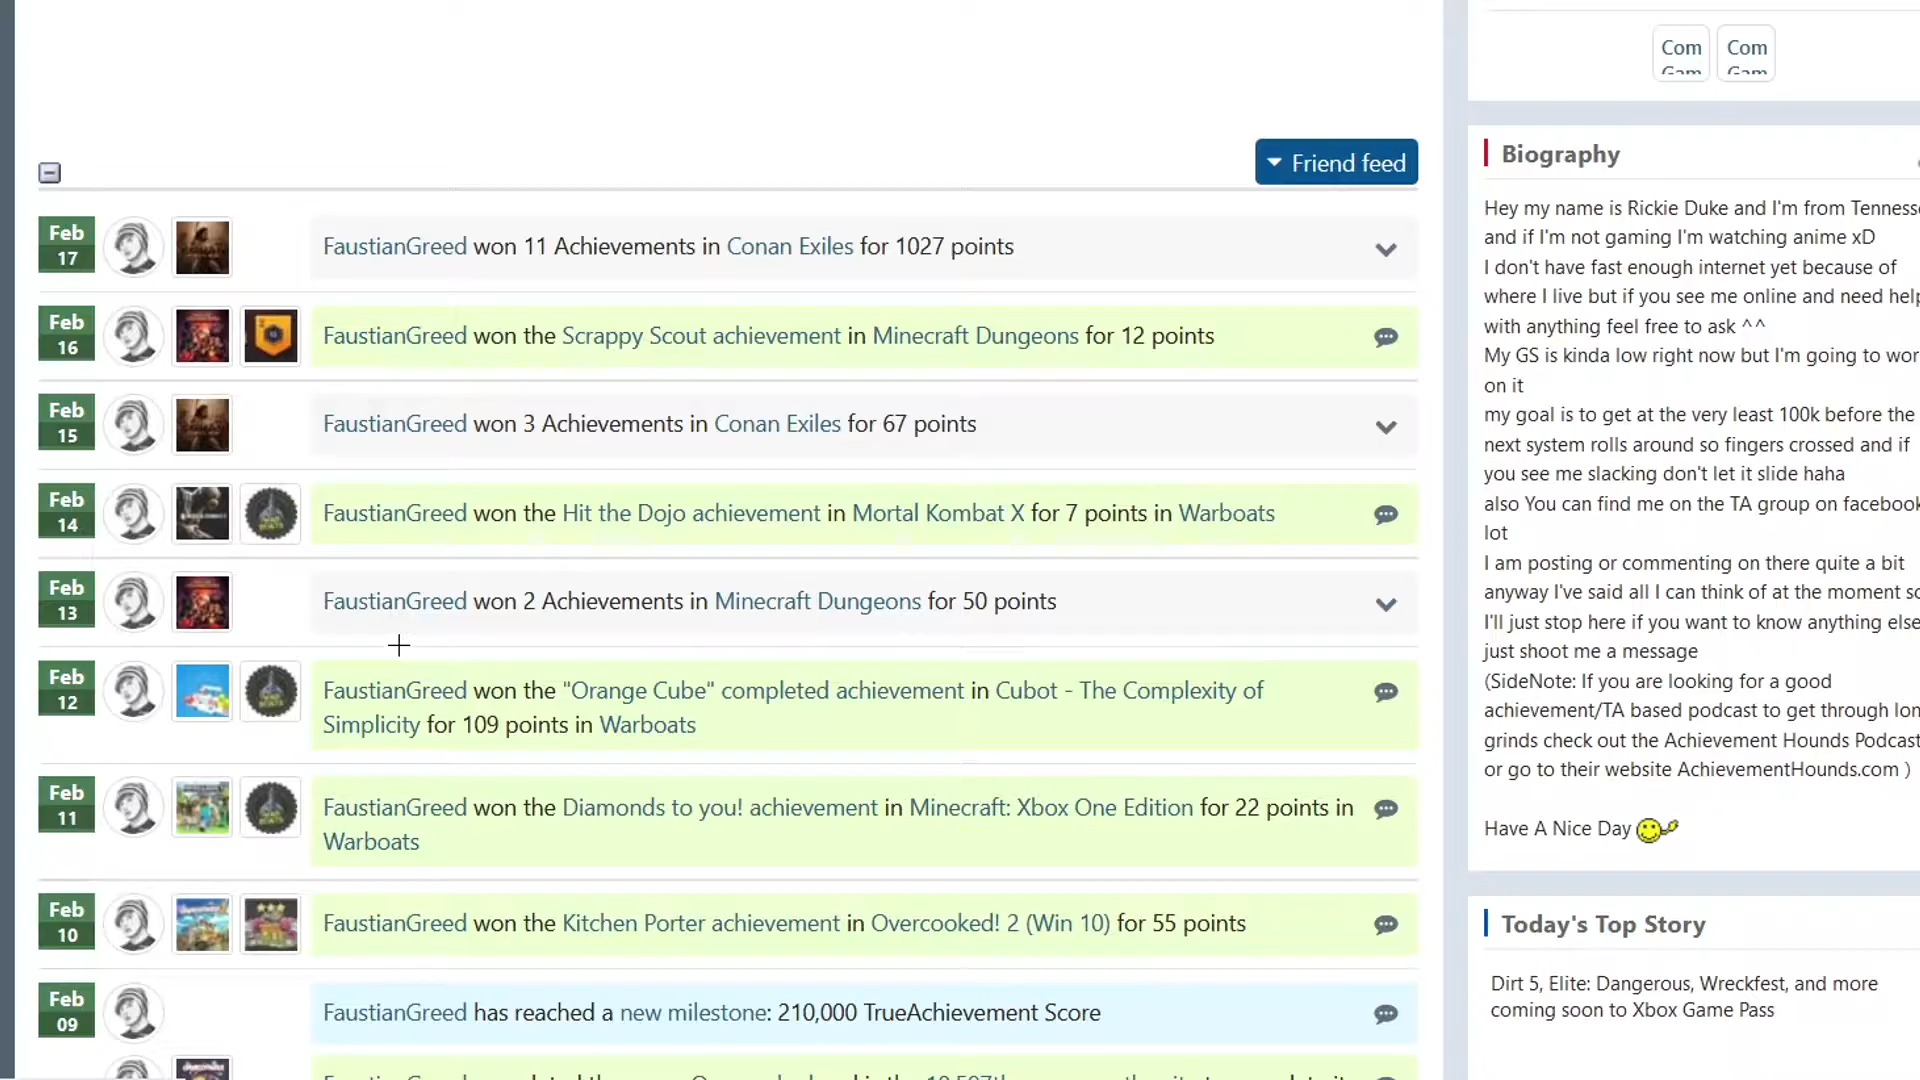 Com
Gam
Com
Gam
Friend feed
Feb
17
FaustianGreed won 11 Achievements in Conan Exiles for 1027 points
Feb
16
FaustianGreed won the Scrappy Scout achievement in Minecraft Dungeons for 12 points
Feb
15
FaustianGreed won 3 Achievements in Conan Exiles for 67 points
Feb
14
FaustianGreed won the Hit the Dojo achievement in Mortal Kombat X for 7 points in Warboats
Feb
13
FaustianGreed won 2 Achievements in Minecraft Dungeons for 50 points
Feb
12
FaustianGreed won the "Orange Cube" completed achievement in Cubot - The Complexity of
Simplicity for 109 points in Warboats
Feb
11
FaustianGreed won the Diamonds to you! achievement in Minecraft: Xbox One Edition for 22 points in
Warboats
Feb
10
FaustianGreed won the Kitchen Porter achievement in Overcooked! 2 (Win 10) for 55 points
Feb
09
FaustianGreed has reached a new milestone: 210,000 TrueAchievement Score
Biography
Hey my name is Rickie Duke and I'm from Tennesse
and if I'm not gaming I'm watching anime xD
I don't have fast enough internet yet because of
where I live but if you see me online and need help
with anything feel free to ask ^^
My GS is kinda low right now but I'm going to wor
on it
my goal is to get at the very least 100k before the
next system rolls around so fingers crossed and if
you see me slacking don't let it slide haha
also You can find me on the TA group on facebook
lot
I am posting or commenting on there quite a bit
anyway I've said all I can think of at the moment so
I'll just stop here if you want to know anything else
just shoot me a message
(SideNote: If you are looking for a good
achievement/TA based podcast to get through lon
grinds check out the Achievement Hounds Podcast
or go to their website AchievementHounds.com )
Have A Nice Day
Today's Top Story
Dirt 5, Elite: Dangerous, Wreckfest, and more
coming soon to Xbox Game Pass